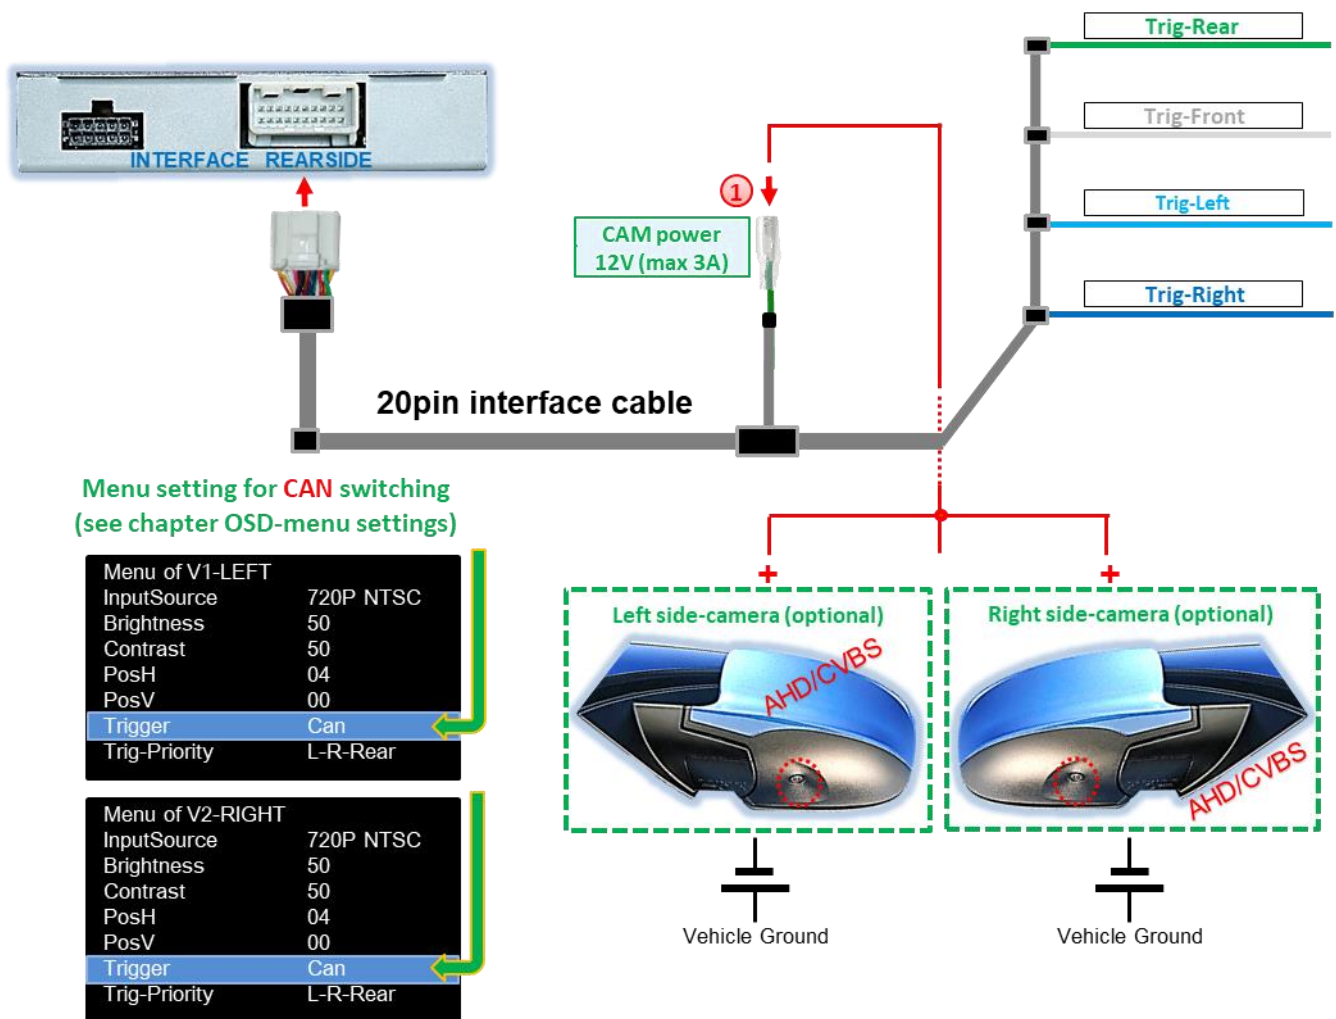 Trig-Rear
Trig-Front
Trig-Left
Trig-Right
INTERFACE REARSIDE
1
CAM power
12V (max 3A)
20pin interface cable
Menu setting for CAN switching
(see chapter OSD-menu settings)
Menu of V1-LEFT
InputSource 720P NTSC
Brightness 50
Contrast 50
PosH 04
PosV 00
Trigger Can
Trig-Priority L-R-Rear
Menu of V2-RIGHT
InputSource 720P NTSC
Brightness 50
Contrast 50
PosH 04
PosV 00
Trigger Can
Trig-Priority L-R-Rear
+
+
Left side-camera (optional)
AHD/CVBS
Right side-camera (optional)
AHD/CVBS
Vehicle Ground
Vehicle Ground